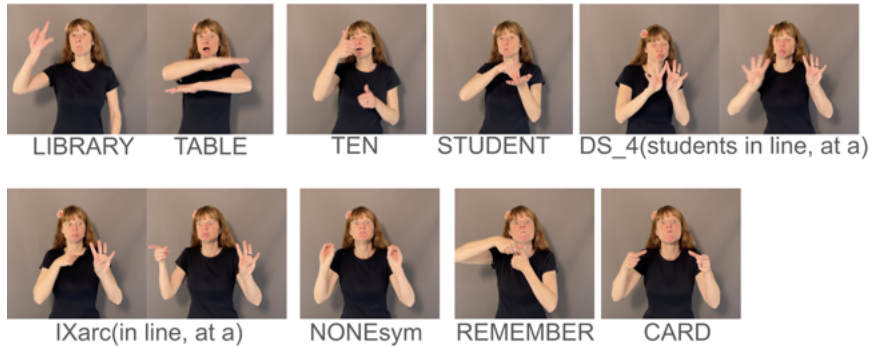 LIBRARY TABLE TEN STUDENT DS_4(students in line, at a)
IXarc(in line, at a) NONEsym REMEMBER CARD